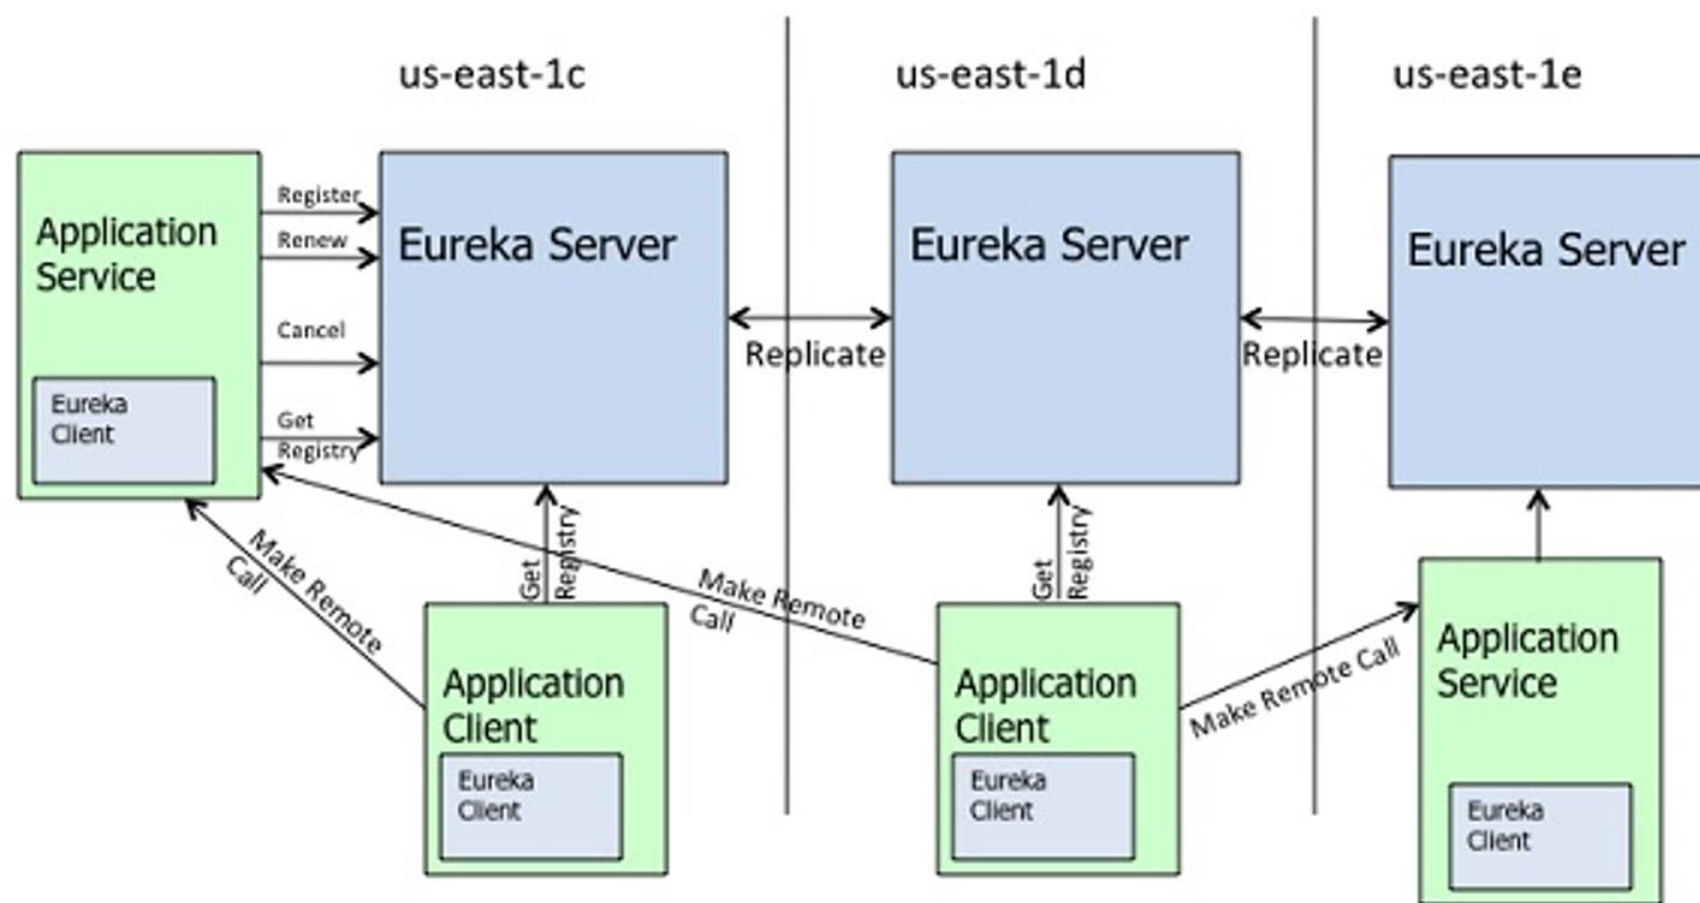 us-east-1c
us-east-1d
us-east-1e
Application
Service
Eureka
Client
Register
Renew
Cancel
Get
Registry
Eureka Server
Replicate
Eureka Server
Replicate
Eureka Server
Make Remote
Call
Get
Registry
Make Remote
Call
Get
Registry
Make Remote Call
Application
Client
Eureka
Client
Application
Client
Eureka
Client
Application
Service
Eureka
Client